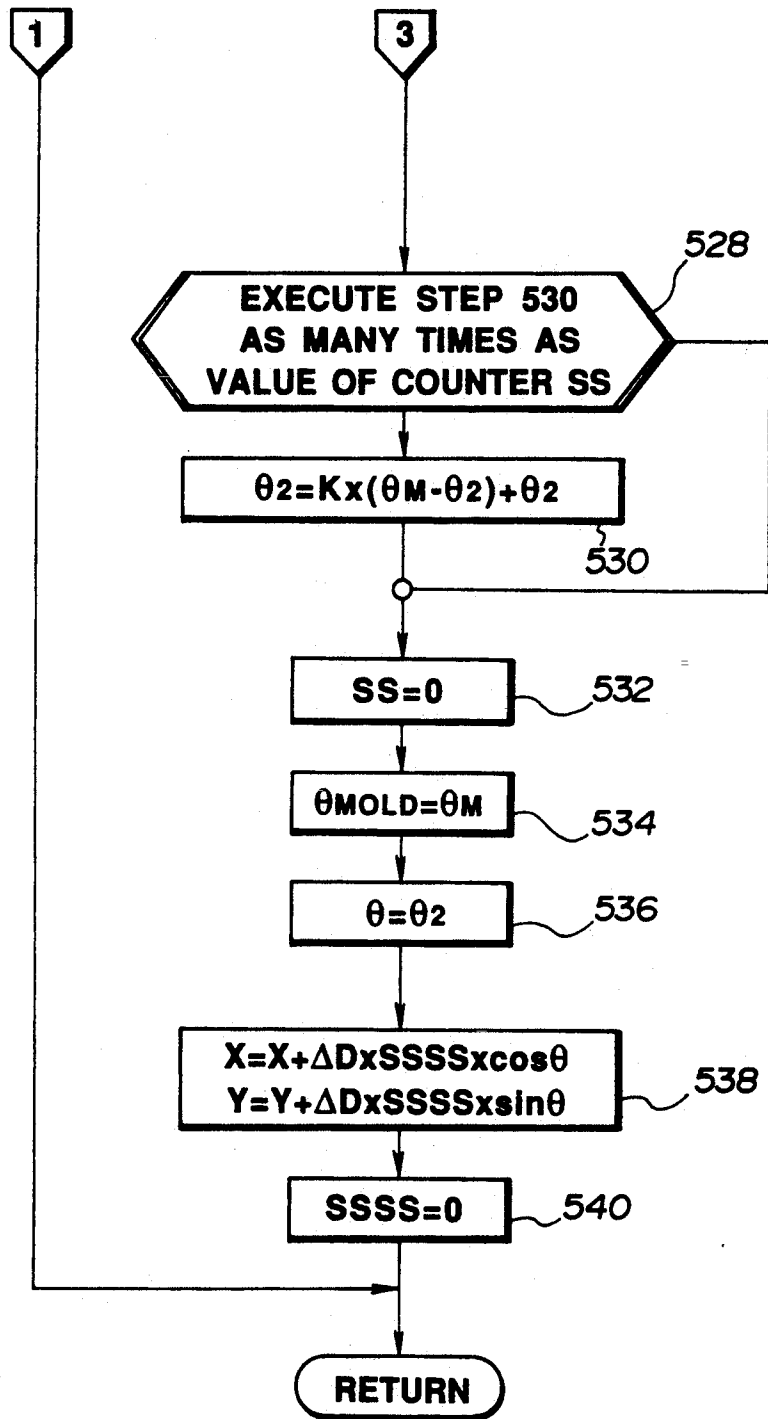 1
3
528
EXECUTE STEP 530
AS MANY TIMES AS
VALUE OF COUNTER SS
θ2=Kx(θM-θ2)+θ2
530
SS=0
532
θMOLD=θM
534
θ=θ2
536
X=X+ΔDxSSSSxcosθ
Y=Y+ΔDxSSSSxsinθ
538
SSSS=0
540
RETURN